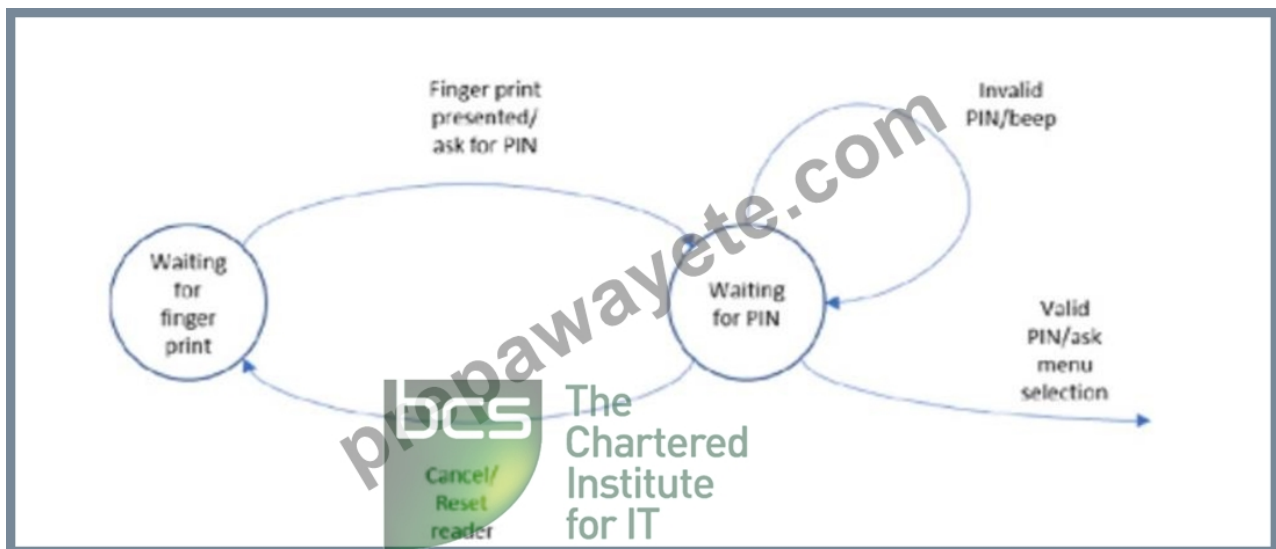 Finger print
presented/
ask for PIN
Invalid
PIN/beep
Waiting
for
finger
print
Waiting
for PIN
Valid
PIN/ask
menu
selection
Cancel/
Reset
reader
bcs
The
Chartered
Institute
for IT
prepawayete.com